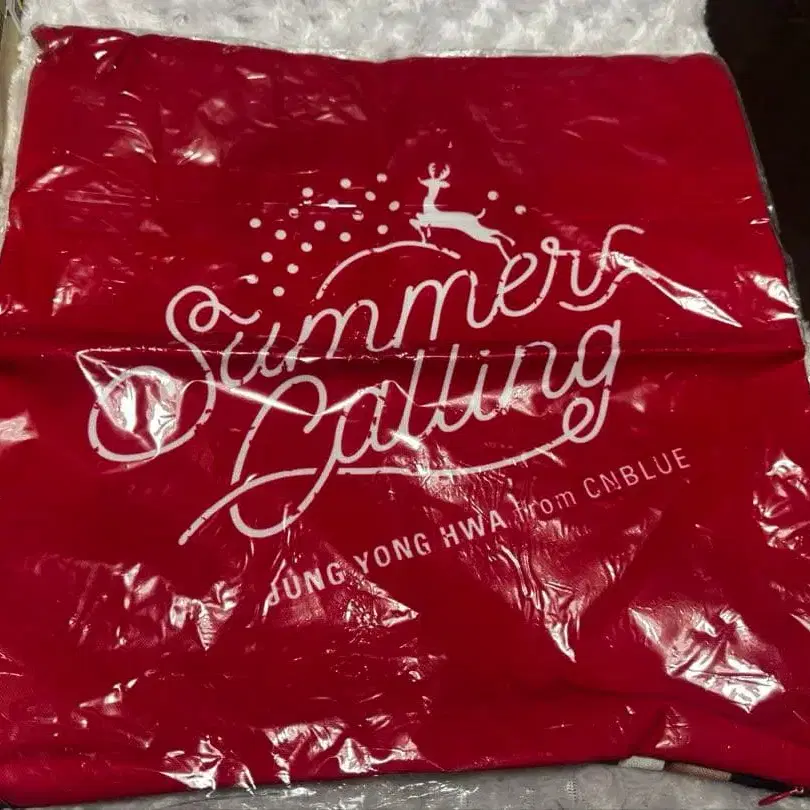 Summer
Calling
JUNG YONG HWA from CNBLUE